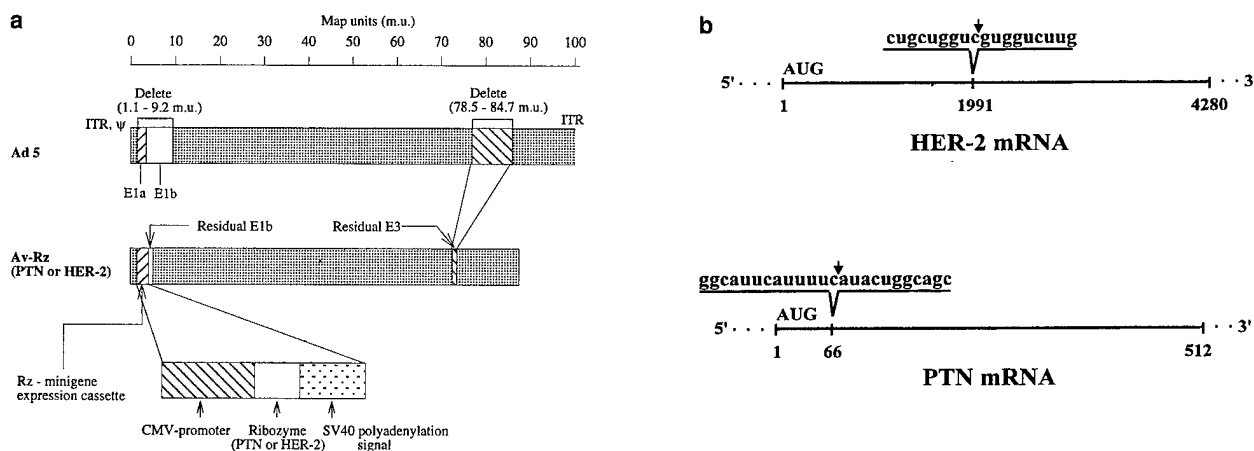 a
Map units (m.u.)
0 10 20 30 40 50 60 70 80 90 100
Delete
(1.1 - 9.2 m.u.)
Delete
(78.5 - 84.7 m.u.)
ITR, ψ
ITR
Ad 5
E1a
E1b
Residual E1b
Residual E3
Av-Rz
(PTN or HER-2)
Rz - minigene
expression cassette
CMV-promoter
Ribozyme
(PTN or HER-2)
SV40 polyadenylation
signal
b
cugcuggucguggucuug
AUG
5' · · · ·
· · · 3
1
1991
4280
HER-2 mRNA
ggcauucauuuucauacuggcagc
AUG
5' · · · ·
· · 3'
1
66
512
PTN mRNA